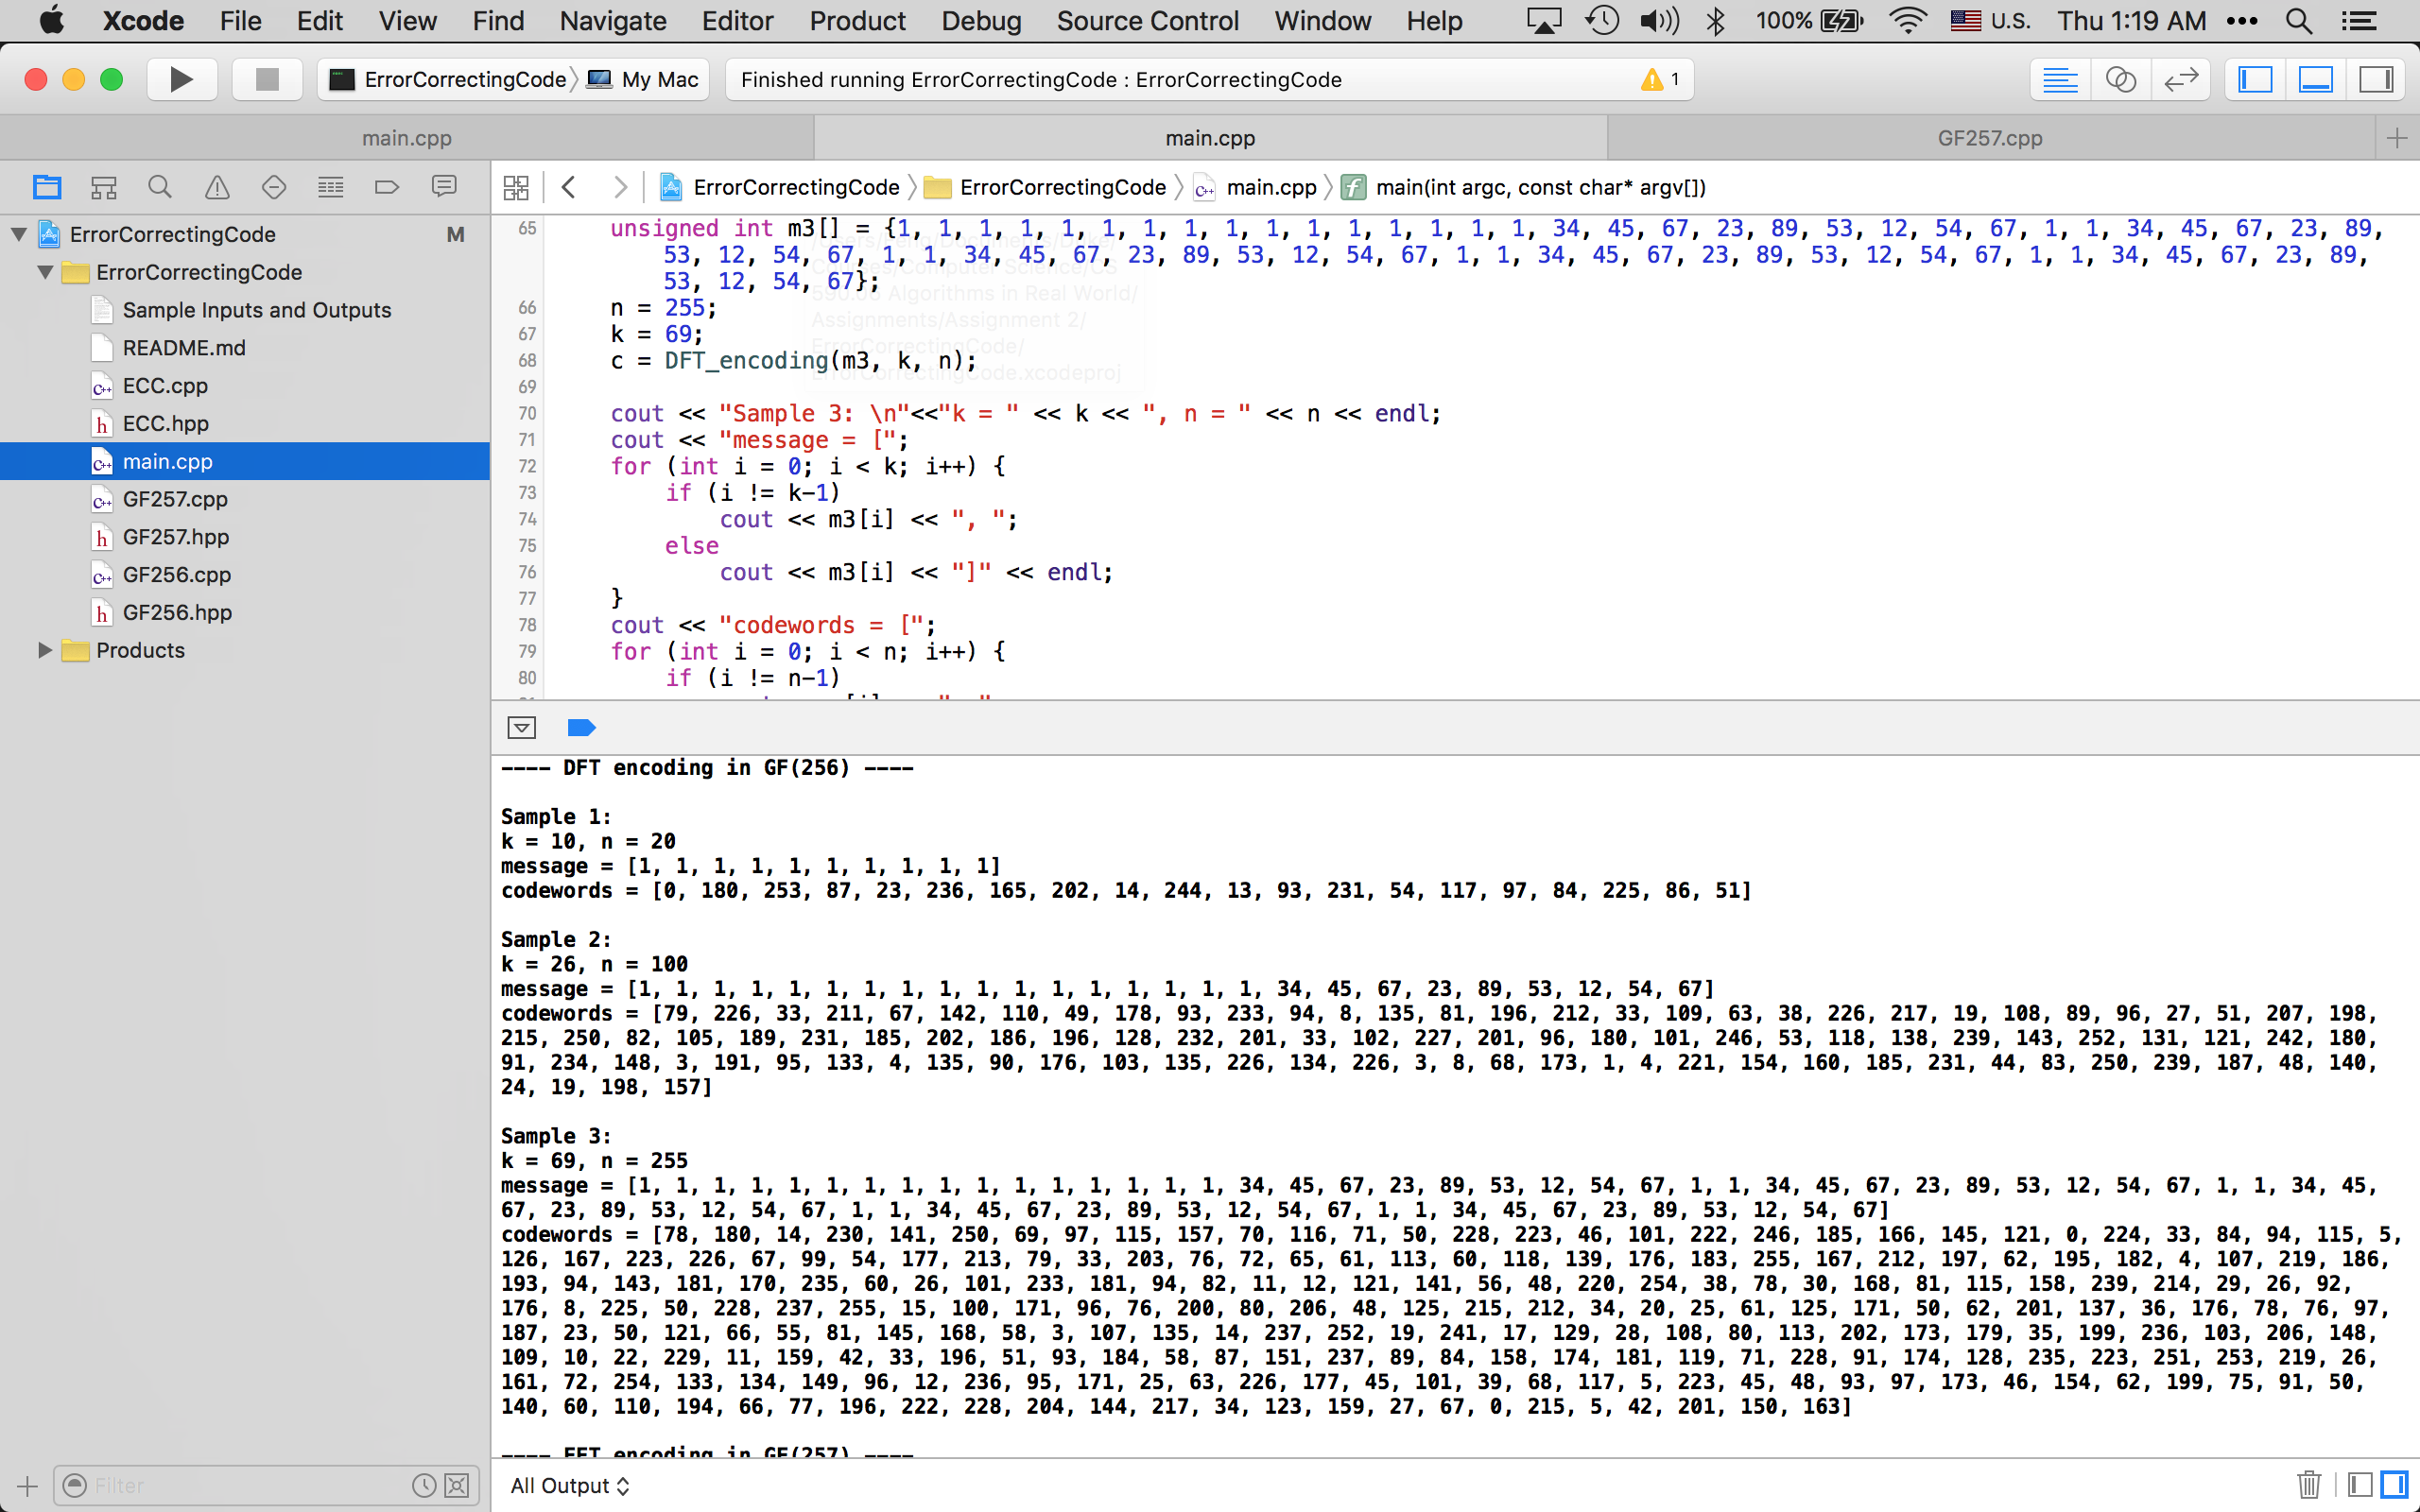 Xcode File Edit View Find Navigate Editor Product Debug Source Control Window Help 100% U.S. Thu 1:19 AM
ErrorCorrectingCode My Mac Finished running ErrorCorrectingCode : ErrorCorrectingCode 1
main.cpp main.cpp GF257.cpp
ErrorCorrectingCode ErrorCorrectingCode main.cpp main(int argc, const char* argv[])
ErrorCorrectingCode M
ErrorCorrectingCode
Sample Inputs and Outputs
README.md
ECC.cpp
ECC.hpp
main.cpp
GF257.cpp
GF257.hpp
GF256.cpp
GF256.hpp
Products
Filter
65 unsigned int m3[] = {1, 1, 1, 1, 1, 1, 1, 1, 1, 1, 1, 1, 1, 1, 1, 1, 34, 45, 67, 23, 89, 53, 12, 54, 67, 1, 1, 34, 45, 67, 23, 89,
53, 12, 54, 67, 1, 1, 34, 45, 67, 23, 89, 53, 12, 54, 67, 1, 1, 34, 45, 67, 23, 89, 53, 12, 54, 67, 1, 1, 34, 45, 67, 23, 89,
53, 12, 54, 67};
66 n = 255;
67 k = 69;
68 c = DFT_encoding(m3, k, n);
69
70 cout << "Sample 3: \n"<<"k = " << k << ", n = " << n << endl;
71 cout << "message = [";
72 for (int i = 0; i < k; i++) {
73 if (i != k-1)
74 cout << m3[i] << ", ";
75 else
76 cout << m3[i] << "]" << endl;
77 }
78 cout << "codewords = [";
79 for (int i = 0; i < n; i++) {
80 if (i != n-1)
590.06 Algorithms in Real World/
Assignments/Assignment 2/
ErrorCorrectingCode/
ErrorCorrectingCode.xcodeproj
---- DFT encoding in GF(256) ----
Sample 1:
k = 10, n = 20
message = [1, 1, 1, 1, 1, 1, 1, 1, 1, 1]
codewords = [0, 180, 253, 87, 23, 236, 165, 202, 14, 244, 13, 93, 231, 54, 117, 97, 84, 225, 86, 51]
Sample 2:
k = 26, n = 100
message = [1, 1, 1, 1, 1, 1, 1, 1, 1, 1, 1, 1, 1, 1, 1, 1, 1, 34, 45, 67, 23, 89, 53, 12, 54, 67]
codewords = [79, 226, 33, 211, 67, 142, 110, 49, 178, 93, 233, 94, 8, 135, 81, 196, 212, 33, 109, 63, 38, 226, 217, 19, 108, 89, 96, 27, 51, 207, 198,
215, 250, 82, 105, 189, 231, 185, 202, 186, 196, 128, 232, 201, 33, 102, 227, 201, 96, 180, 101, 246, 53, 118, 138, 239, 143, 252, 131, 121, 242, 180,
91, 234, 148, 3, 191, 95, 133, 4, 135, 90, 176, 103, 135, 226, 134, 226, 3, 8, 68, 173, 1, 4, 221, 154, 160, 185, 231, 44, 83, 250, 239, 187, 48, 140,
24, 19, 198, 157]
Sample 3:
k = 69, n = 255
message = [1, 1, 1, 1, 1, 1, 1, 1, 1, 1, 1, 1, 1, 1, 1, 1, 34, 45, 67, 23, 89, 53, 12, 54, 67, 1, 1, 34, 45, 67, 23, 89, 53, 12, 54, 67, 1, 1, 34, 45,
67, 23, 89, 53, 12, 54, 67, 1, 1, 34, 45, 67, 23, 89, 53, 12, 54, 67, 1, 1, 34, 45, 67, 23, 89, 53, 12, 54, 67]
codewords = [78, 180, 14, 230, 141, 250, 69, 97, 115, 157, 70, 116, 71, 50, 228, 223, 46, 101, 222, 246, 185, 166, 145, 121, 0, 224, 33, 84, 94, 115, 5,
126, 167, 223, 226, 67, 99, 54, 177, 213, 79, 33, 203, 76, 72, 65, 61, 113, 60, 118, 139, 176, 183, 255, 167, 212, 197, 62, 195, 182, 4, 107, 219, 186,
193, 94, 143, 181, 170, 235, 60, 26, 101, 233, 181, 94, 82, 11, 12, 121, 141, 56, 48, 220, 254, 38, 78, 30, 168, 81, 115, 158, 239, 214, 29, 26, 92,
176, 8, 225, 50, 228, 237, 255, 15, 100, 171, 96, 76, 200, 80, 206, 48, 125, 215, 212, 34, 20, 25, 61, 125, 171, 50, 62, 201, 137, 36, 176, 78, 76, 97,
187, 23, 50, 121, 66, 55, 81, 145, 168, 58, 3, 107, 135, 14, 237, 252, 19, 241, 17, 129, 28, 108, 80, 113, 202, 173, 179, 35, 199, 236, 103, 206, 148,
109, 10, 22, 229, 11, 159, 42, 33, 196, 51, 93, 184, 58, 87, 151, 237, 89, 84, 158, 174, 181, 119, 71, 228, 91, 174, 128, 235, 223, 251, 253, 219, 26,
161, 72, 254, 133, 134, 149, 96, 12, 236, 95, 171, 25, 63, 226, 177, 45, 101, 39, 68, 117, 5, 223, 45, 48, 93, 97, 173, 46, 154, 62, 199, 75, 91, 50,
140, 60, 110, 194, 66, 77, 196, 222, 228, 204, 144, 217, 34, 123, 159, 27, 67, 0, 215, 5, 42, 201, 150, 163]
---- FFT encoding in GF(257) ----
All Output